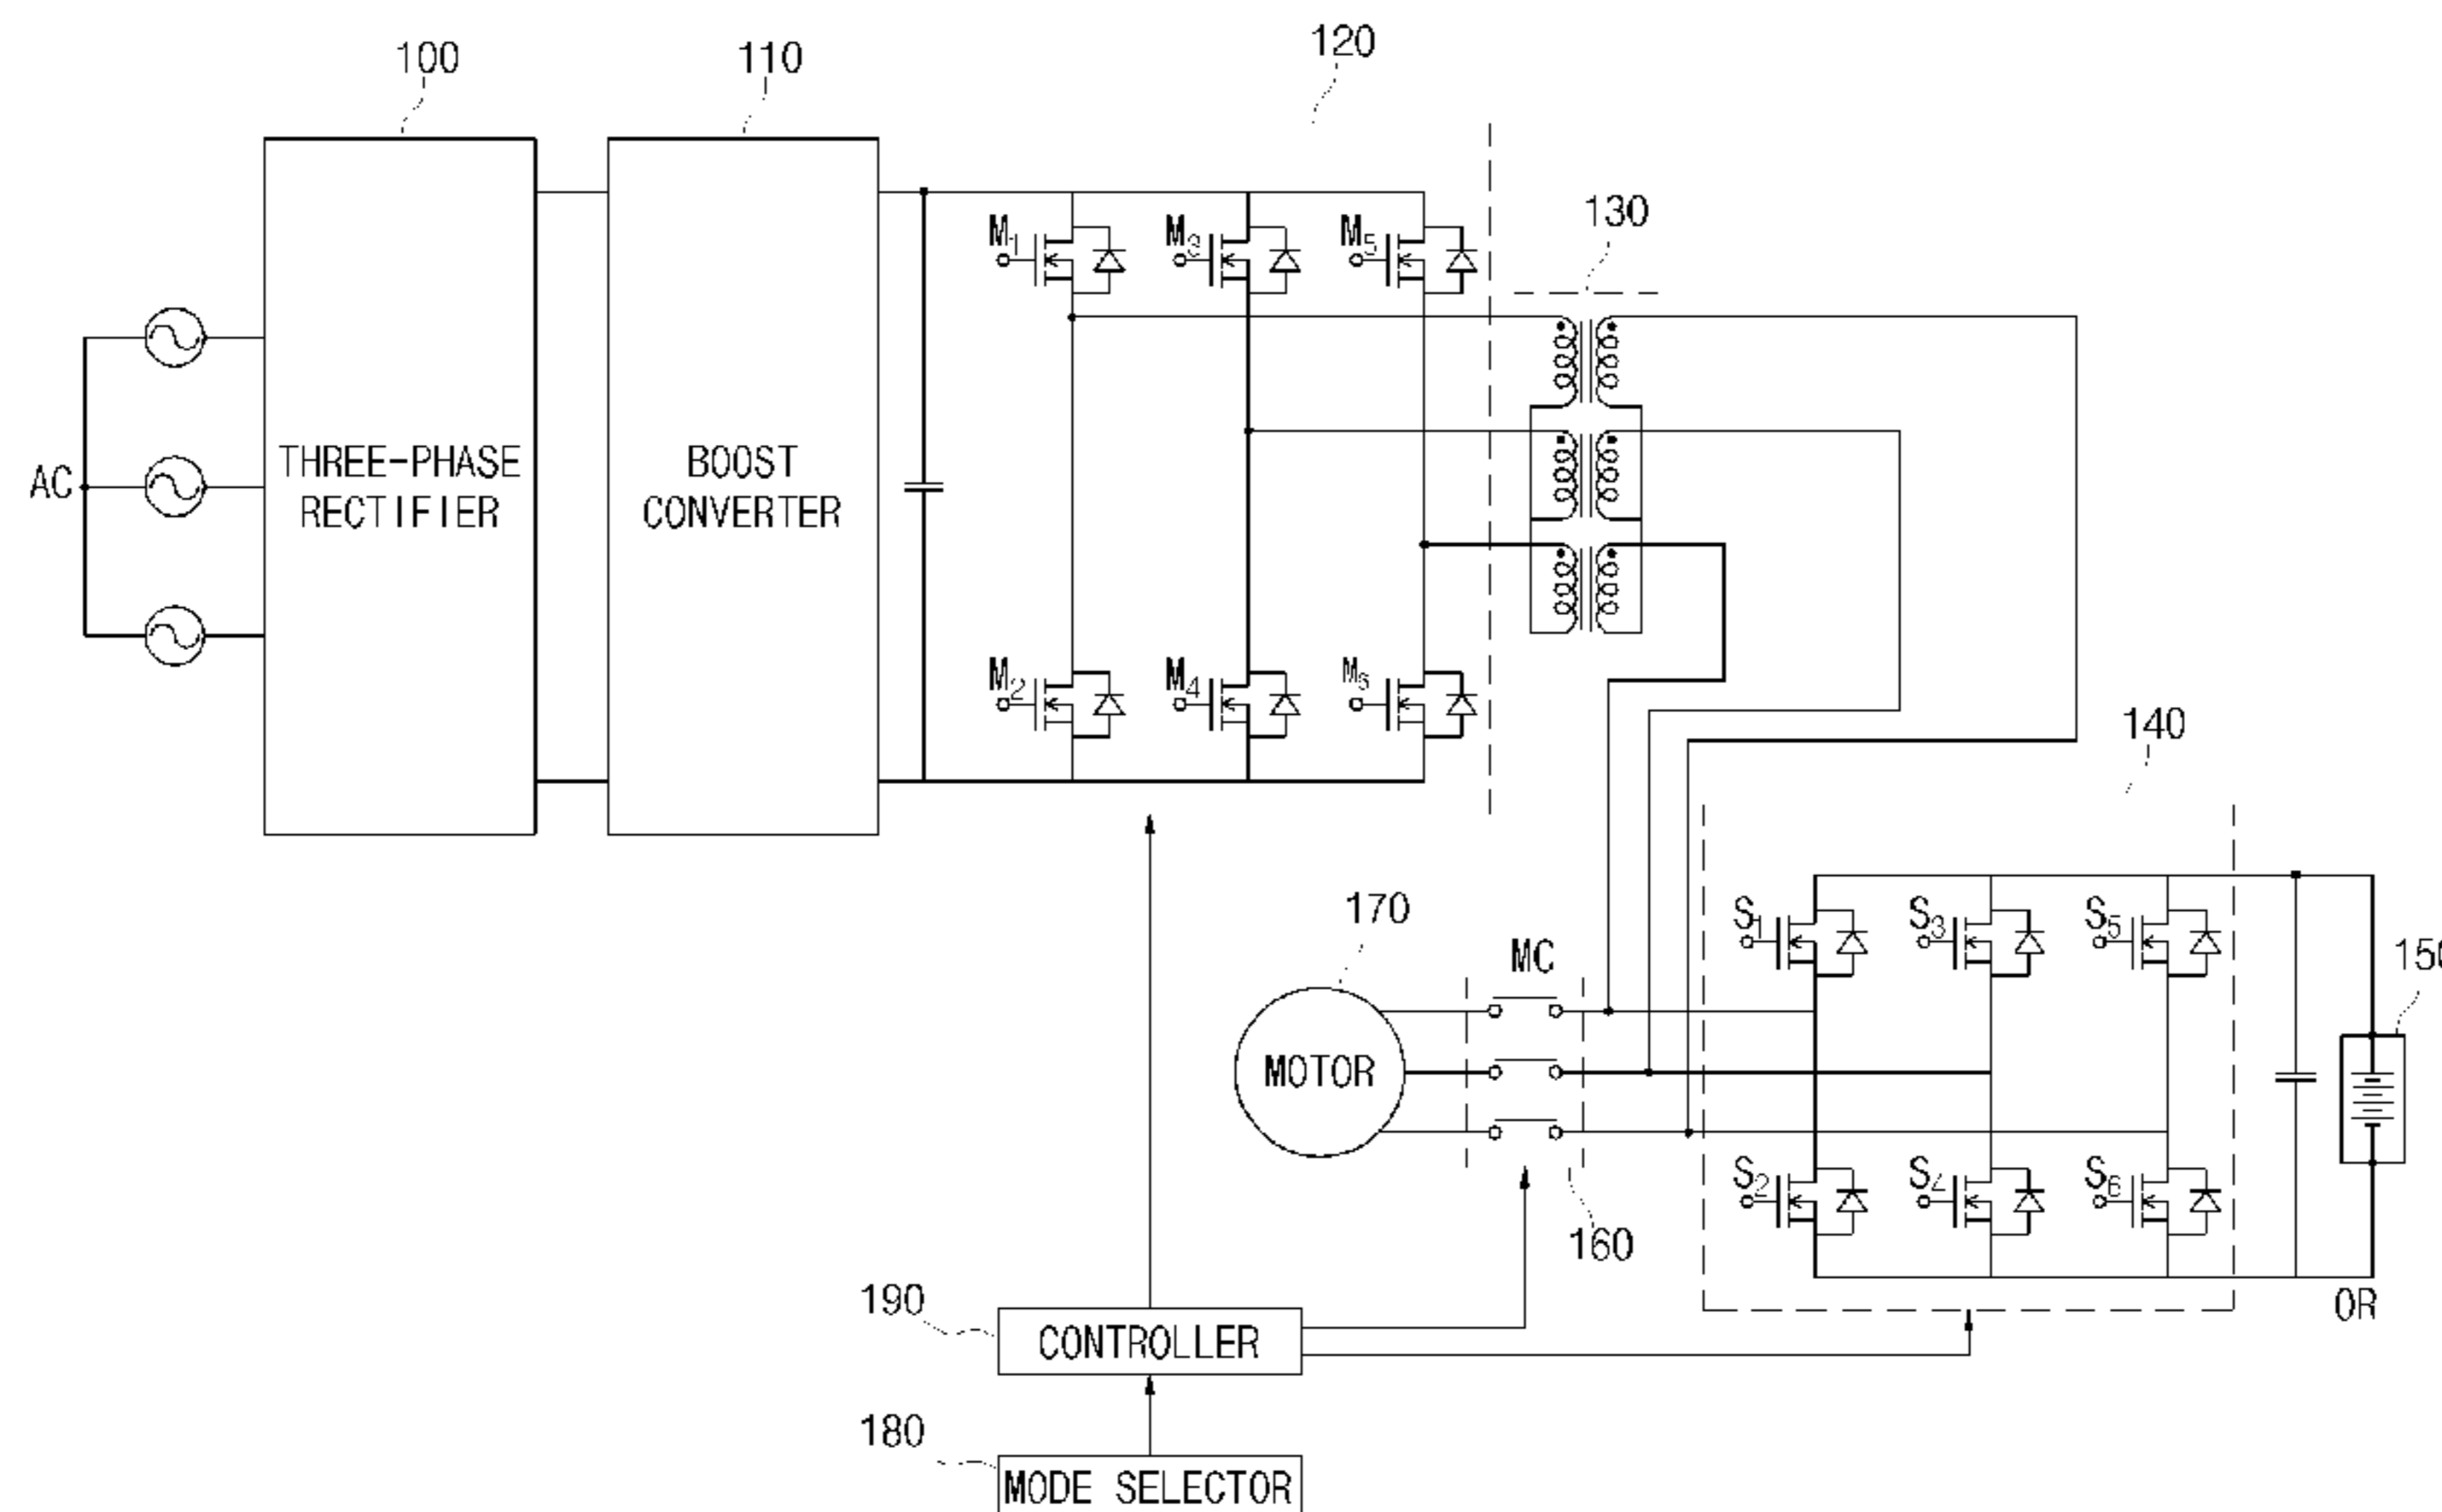 100
110
120
130
M1
M3
M5
AC
THREE-PHASE
RECTIFIER
BOOST
CONVERTER
M2
M4
M6
140
170
MC
S1
S3
S5
150
MOTOR
S2
S4
S6
160
190
CONTROLLER
OR
180
MODE SELECTOR